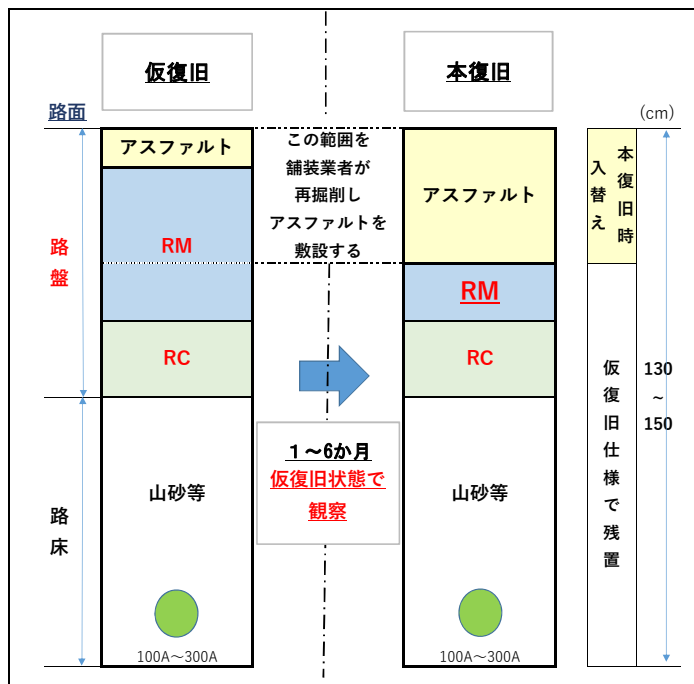 仮復旧
本復旧
路面
(cm)
アスファルト
RM
RC
路盤
この範囲を
舗装業者が
再掘削し
アスファルトを
敷設する
アスファルト
RM
RC
本復旧時
入替え
1～6か月
仮復旧状態で
観察
山砂等
路床
100A～300A
山砂等
100A～300A
仮復旧仕様で残置
130
～
150